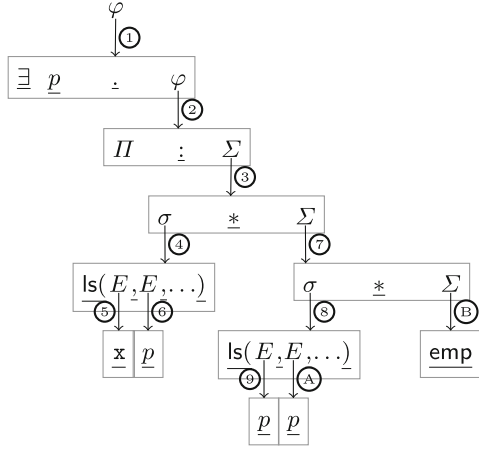 φ
①
∃ p . φ
②
Π : Σ
③
σ * Σ
④ ⑦
ls(E,E,...) σ * Σ
⑤ ⑥ ⑧ Ⓑ
x p ls(E,E,...) emp
⑨ Ⓐ
p p